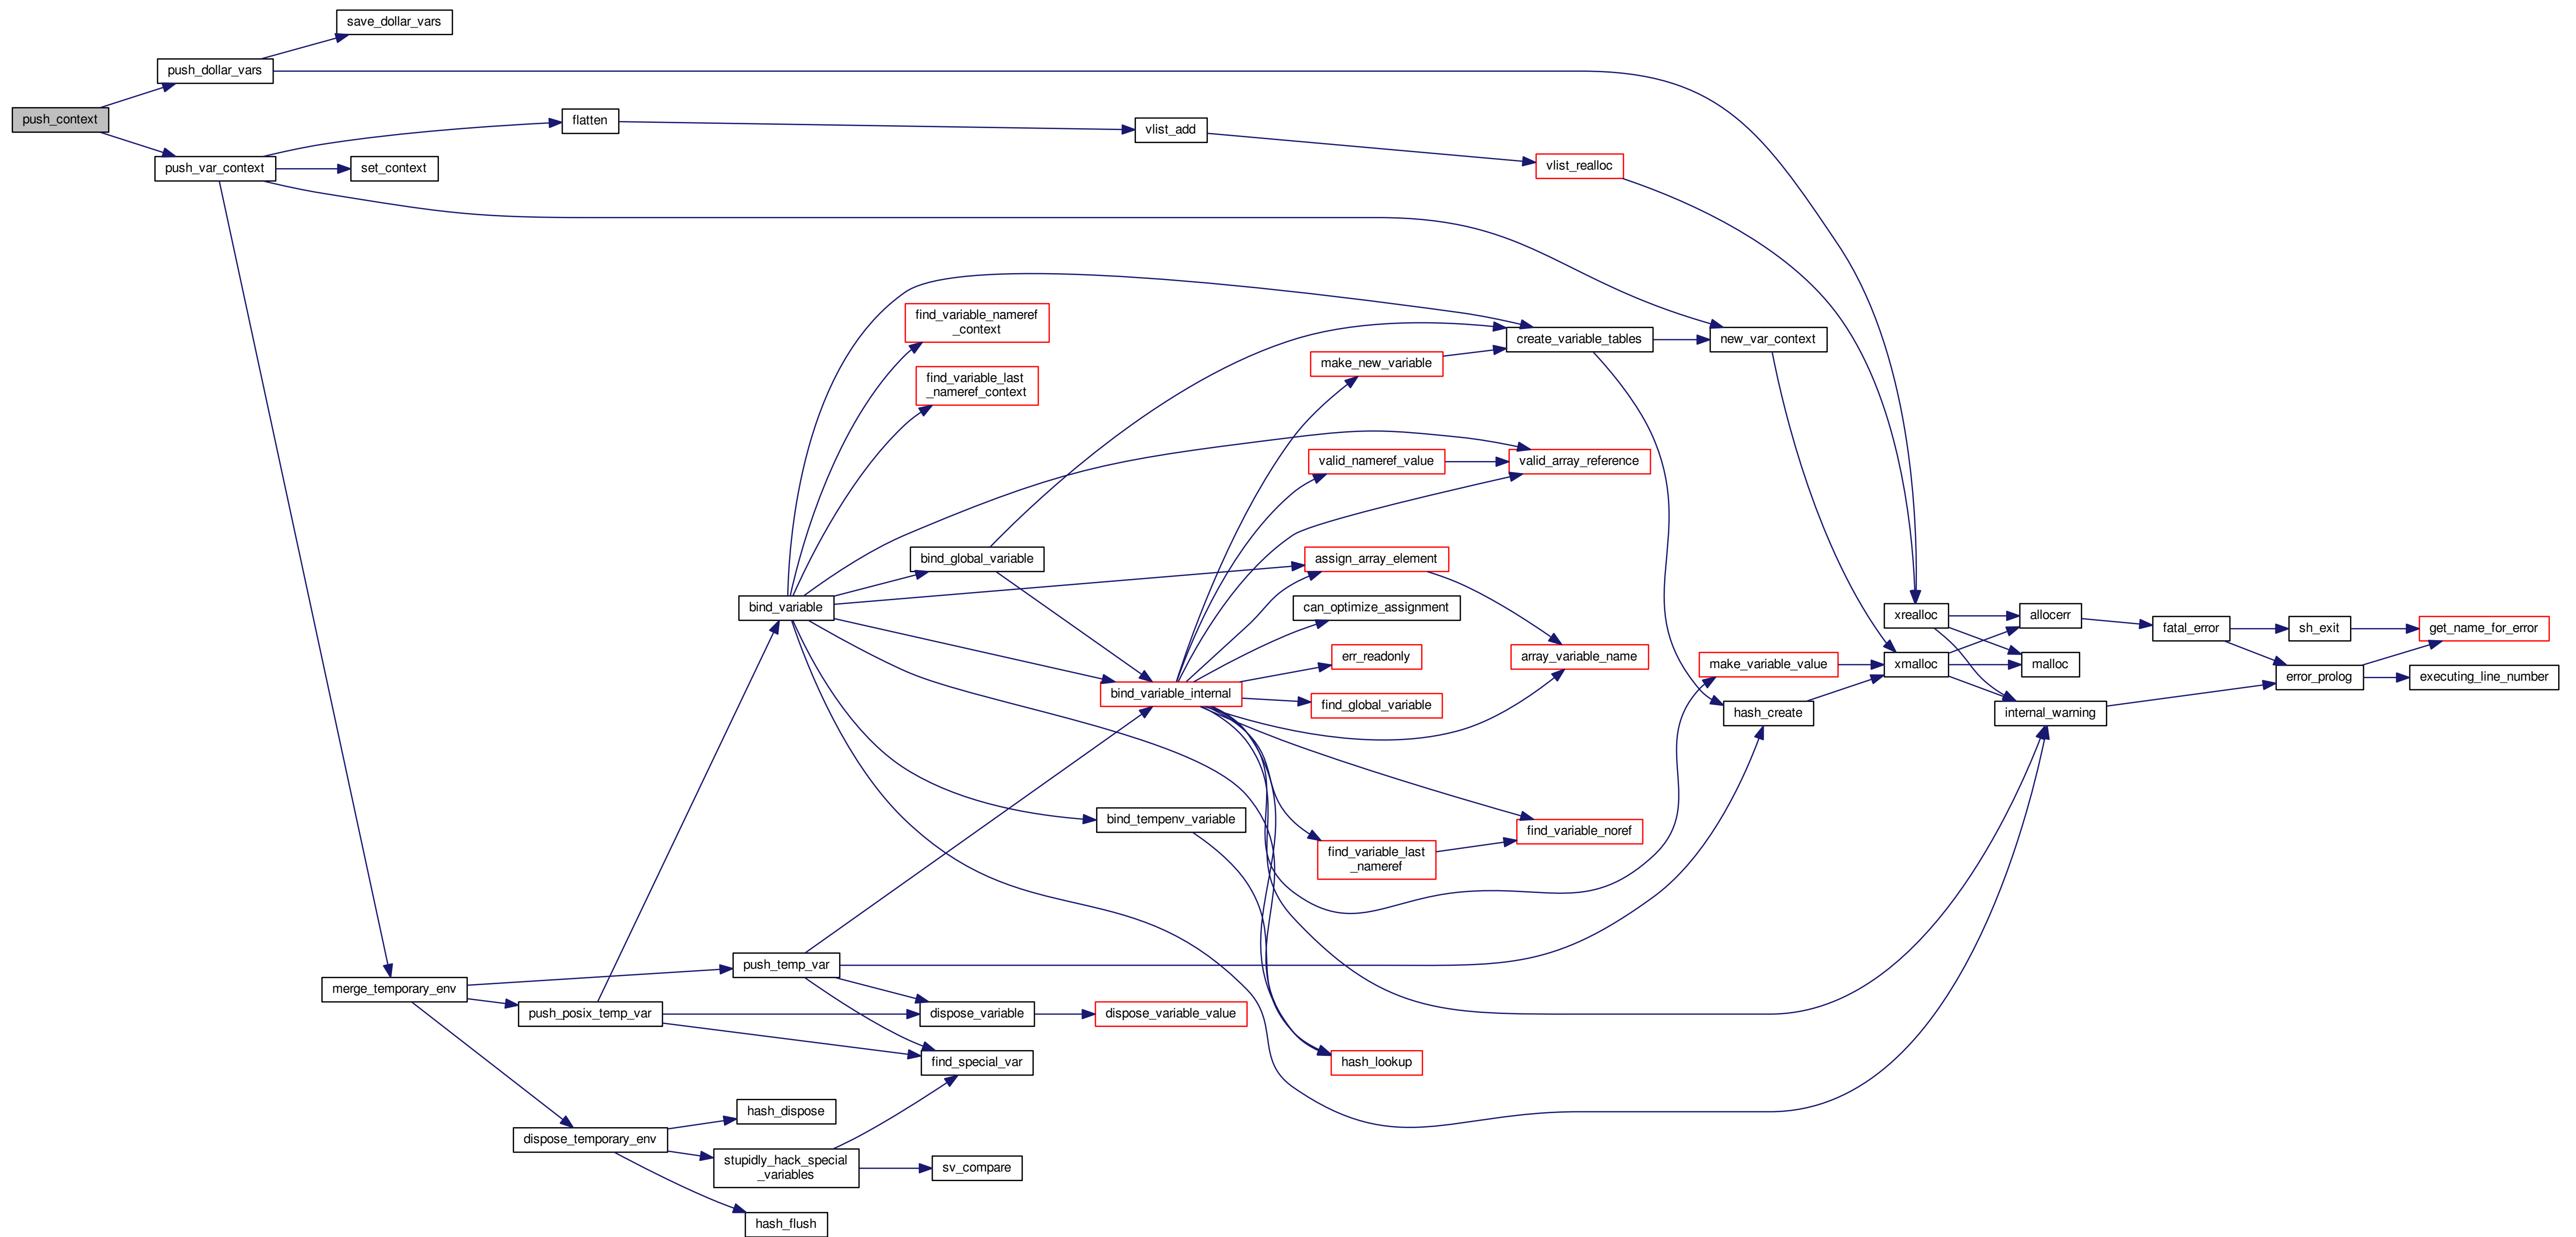 save_dollar_vars
push_dollar_vars
push_context
flatten
vlist_add
push_var_context
set_context
vlist_realloc
find_variable_nameref
_context
create_variable_tables
new_var_context
make_new_variable
find_variable_last
_nameref_context
valid_nameref_value
valid_array_reference
bind_global_variable
assign_array_element
bind_variable
can_optimize_assignment
xrealloc
allocerr
fatal_error
sh_exit
get_name_for_error
err_readonly
array_variable_name
make_variable_value
xmalloc
malloc
error_prolog
executing_line_number
bind_variable_internal
find_global_variable
hash_create
internal_warning
bind_tempenv_variable
find_variable_noref
find_variable_last
_nameref
push_temp_var
merge_temporary_env
push_posix_temp_var
dispose_variable
dispose_variable_value
find_special_var
hash_lookup
hash_dispose
dispose_temporary_env
stupidly_hack_special
_variables
sv_compare
hash_flush